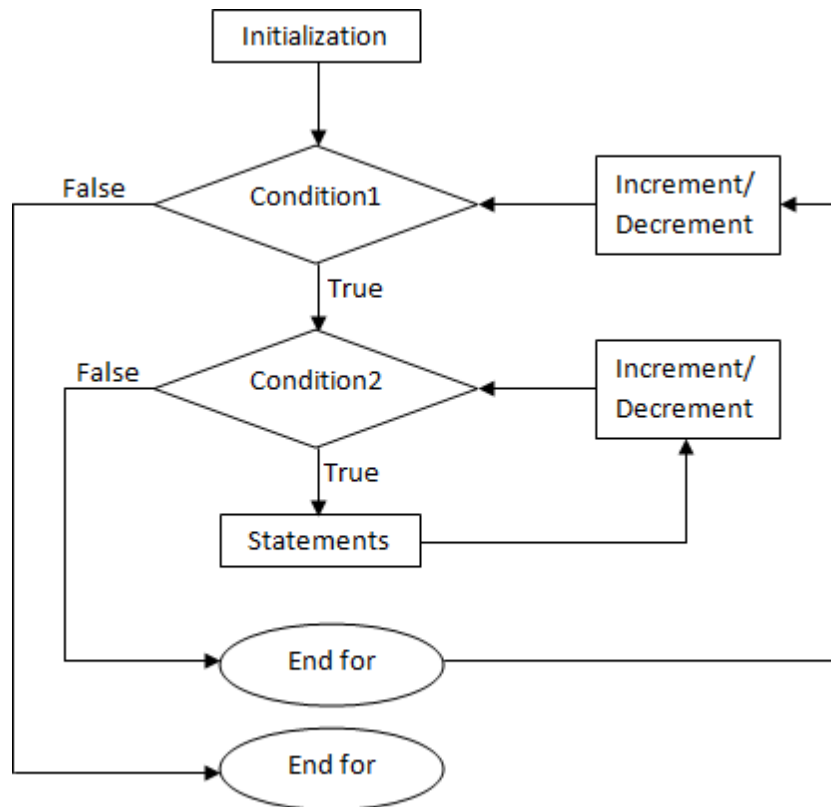 Initialization
False
Condition1
Increment/
Decrement
True
False
Condition2
Increment/
Decrement
True
Statements
End for
End for